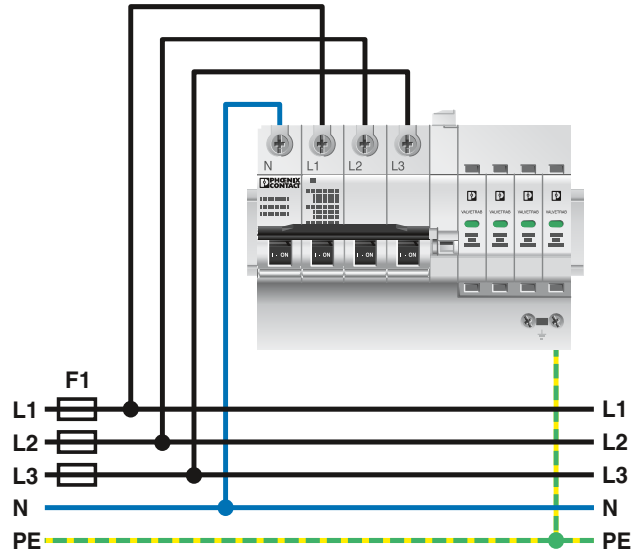 N L1 L2 L3
PHOENIX
CONTACT
VALVETRAB VALVETRAB VALVETRAB VALVETRAB
I · ON I · ON I · ON I · ON
F1
L1 L1
L2 L2
L3 L3
N N
PE PE